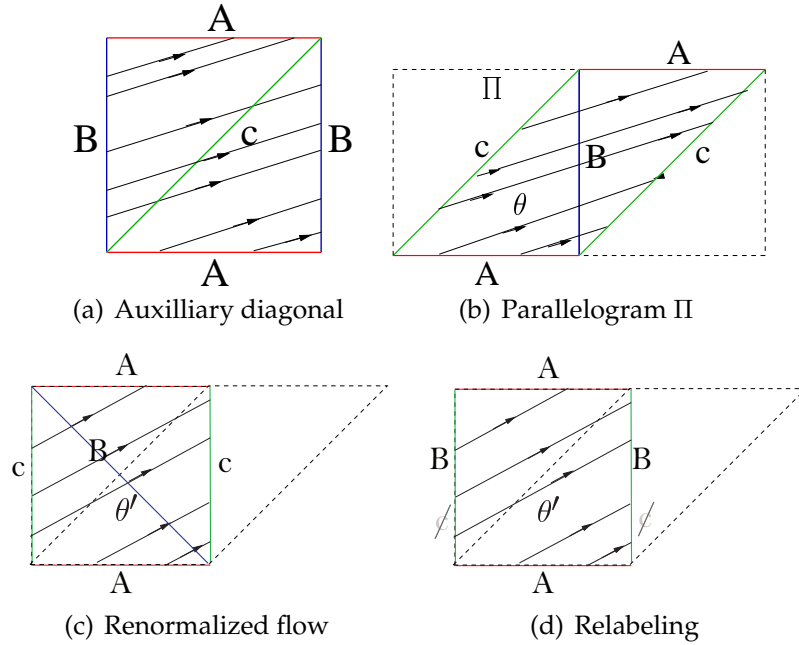 A
B
c
B
A
(a) Auxilliary diagonal
A
Π
c
B
c
θ
A
(b) Parallelogram Π
A
B
c
c
θ′
A
(c) Renormalized flow
A
B
B
c
θ′
c
A
(d) Relabeling